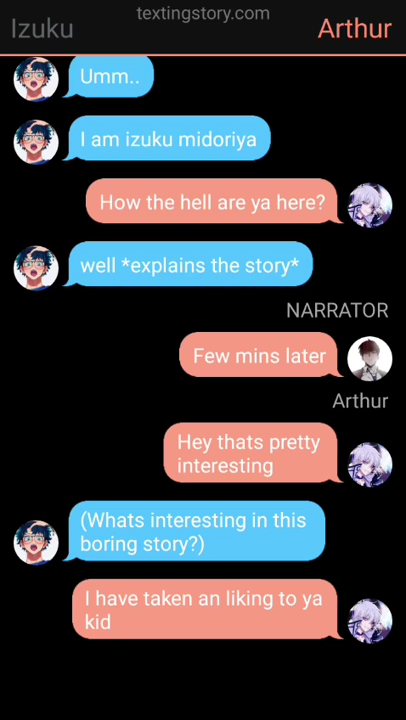 textingstory.com
Izuku
Arthur
Umm..
I am izuku midoriya
How the hell are ya here?
well *explains the story*
NARRATOR
Few mins later
Arthur
Hey thats pretty
interesting
(Whats interesting in this
boring story?)
I have taken an liking to ya
kid